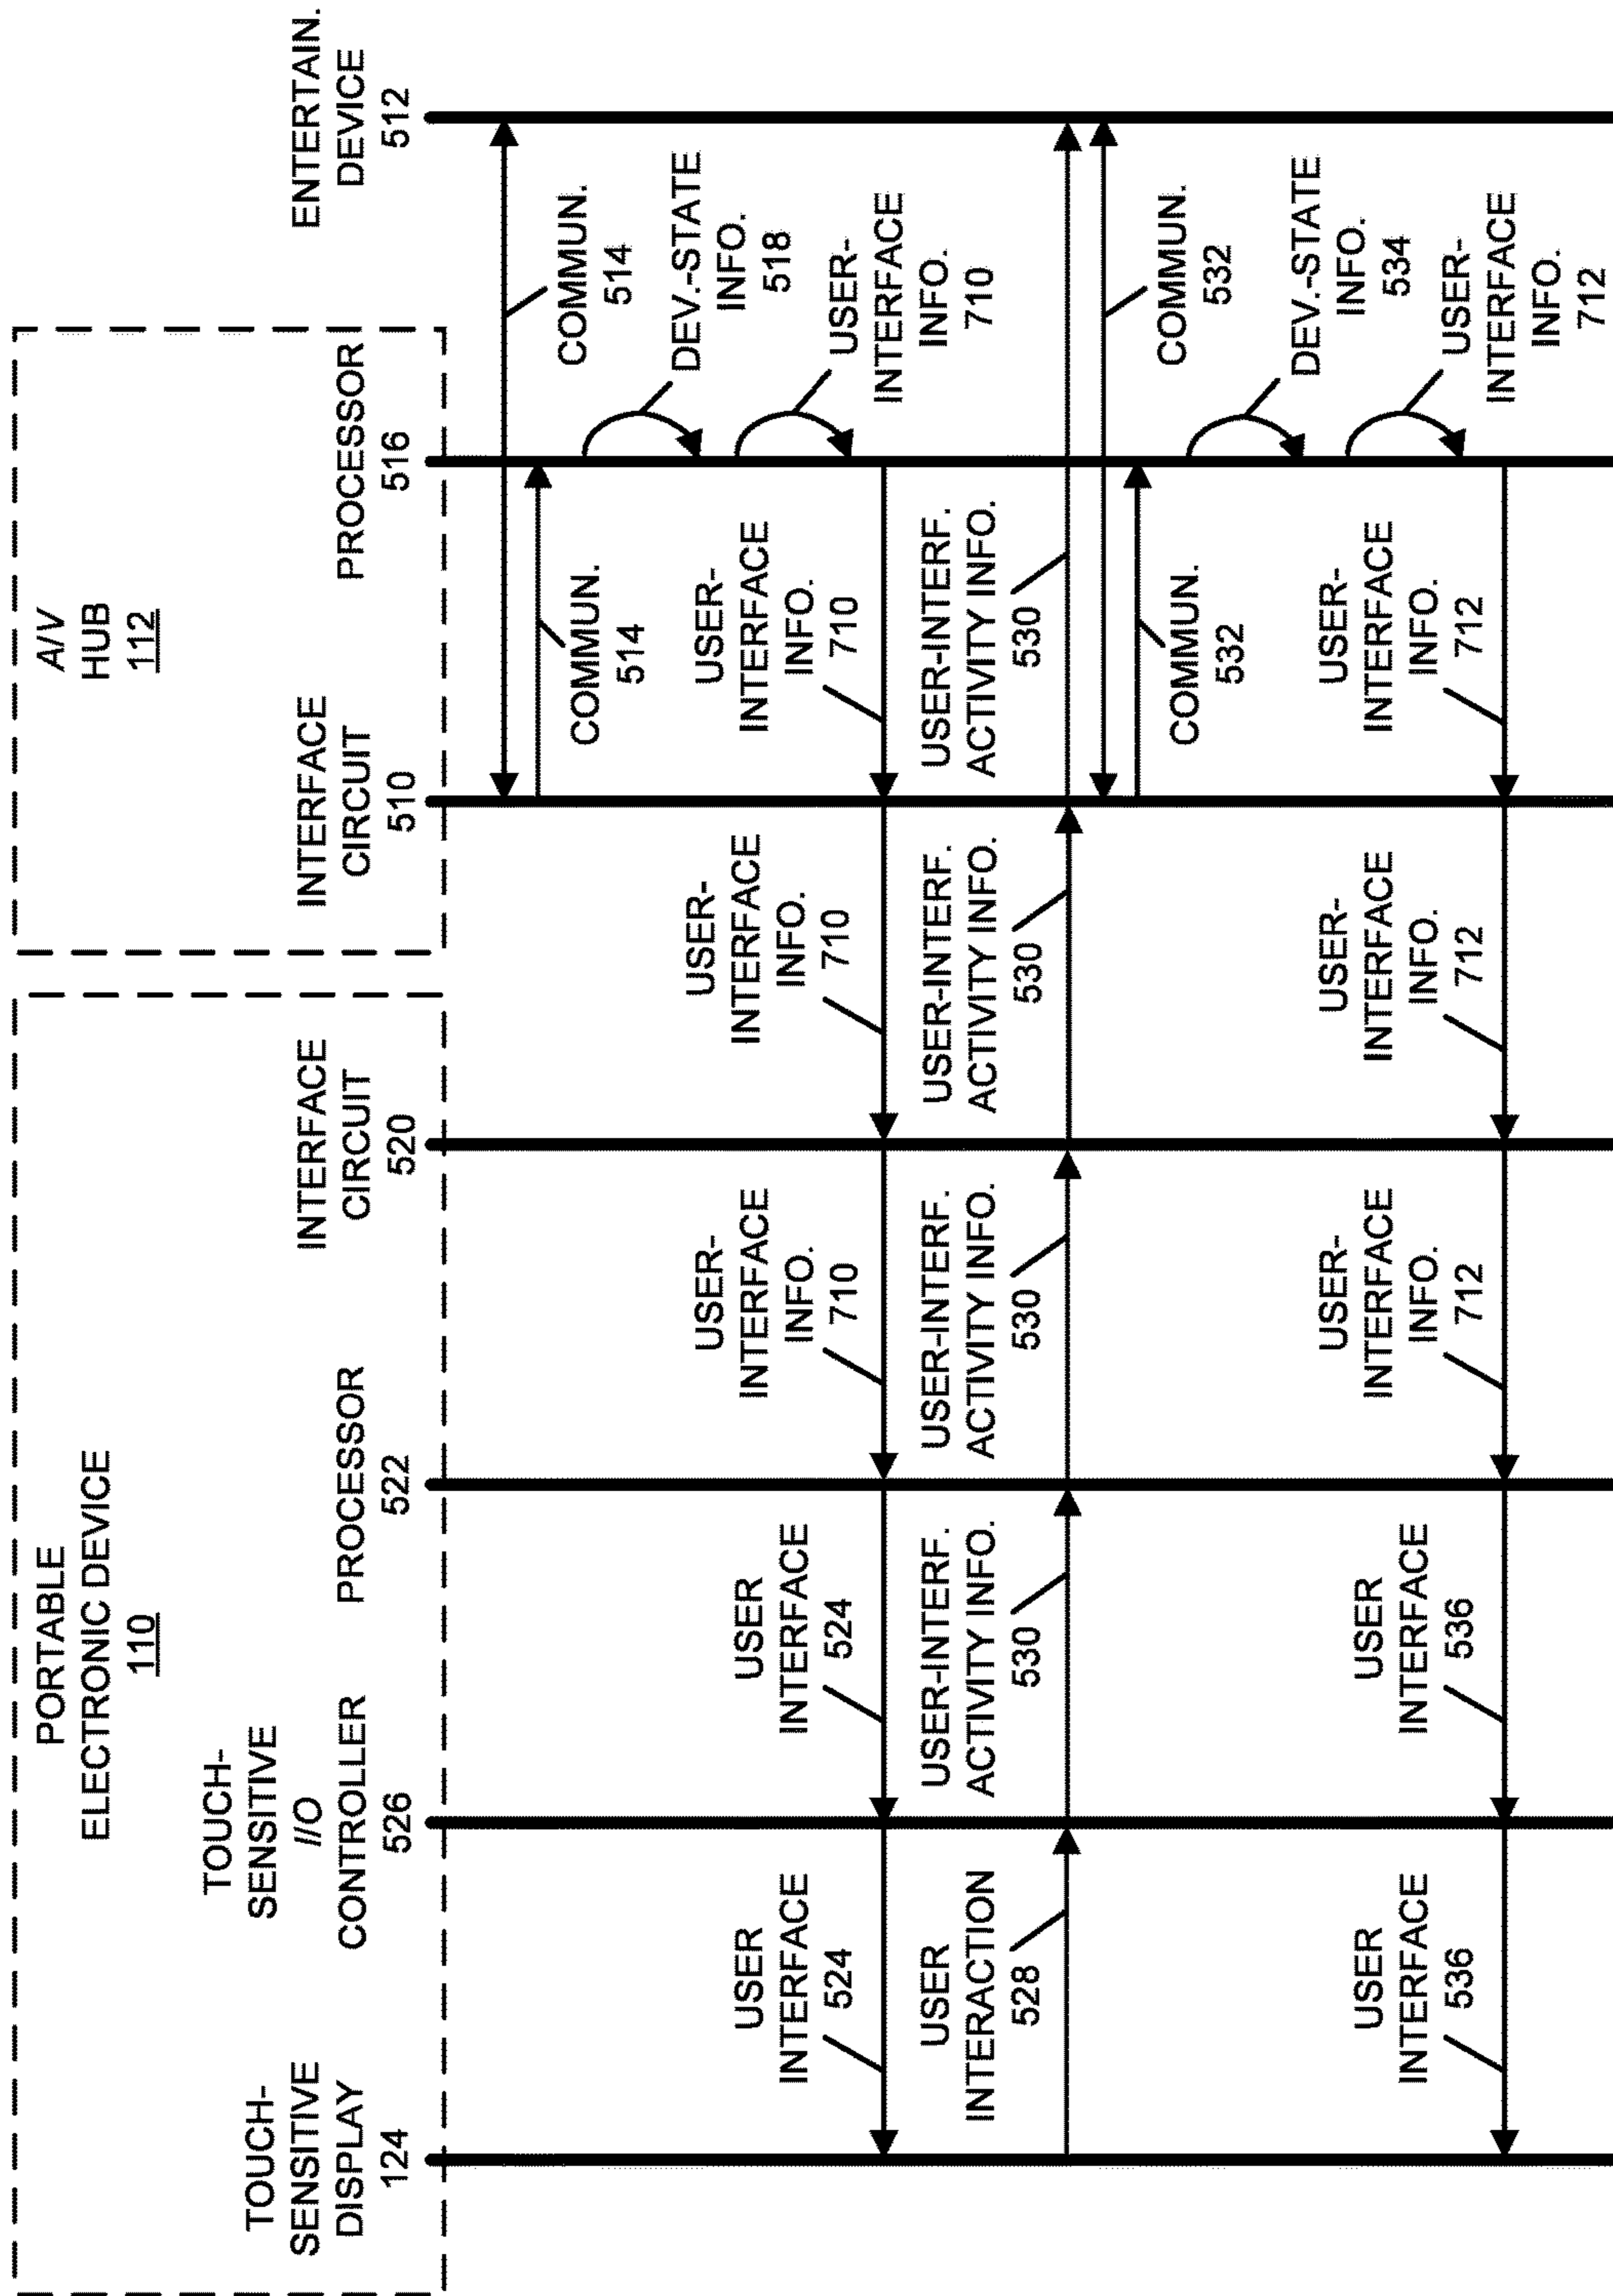 PORTABLE
ELECTRONIC DEVICE
110
A/V
HUB
112
TOUCH-
SENSITIVE
DISPLAY
124
TOUCH-
SENSITIVE
I/O
CONTROLLER
526
PROCESSOR
522
INTERFACE
CIRCUIT
520
INTERFACE
CIRCUIT
510
PROCESSOR
516
ENTERTAIN.
DEVICE
512
COMMUN.
514
COMMUN.
514
DEV.-STATE
INFO.
518
USER-
INTERFACE
INFO.
710
USER
INTERFACE
524
USER
INTERFACE
524
USER-
INTERFACE
INFO.
710
USER-
INTERFACE
INFO.
710
USER-
INTERFACE
INFO.
710
USER
INTERACTION
528
USER-INTERF.
ACTIVITY INFO.
530
USER-INTERF.
ACTIVITY INFO.
530
USER-INTERF.
ACTIVITY INFO.
530
USER-INTERF.
ACTIVITY INFO.
530
COMMUN.
532
COMMUN.
532
DEV.-STATE
INFO.
534
USER-
INTERFACE
INFO.
712
USER
INTERFACE
536
USER
INTERFACE
536
USER-
INTERFACE
INFO.
712
USER-
INTERFACE
INFO.
712
USER-
INTERFACE
INFO.
712